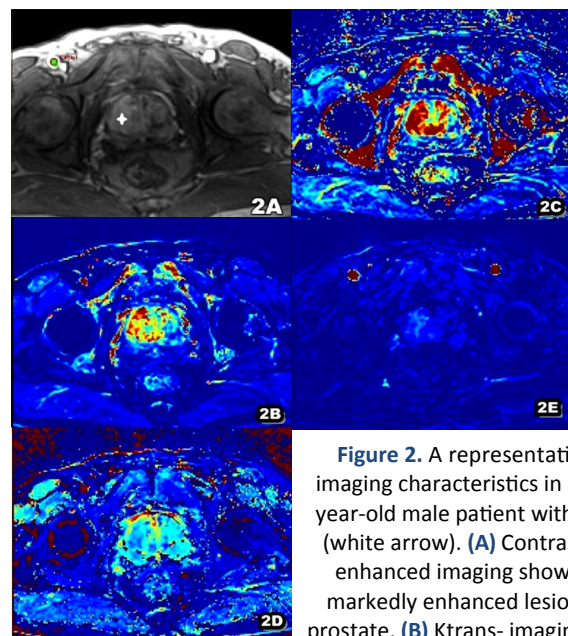 2A
2C
2B
2E
2D
Figure 2. A representati
imaging characteristics in
year-old male patient with
(white arrow). (A) Contras
enhanced imaging show
markedly enhanced lesio
prostate. (B) Ktrans- imagin